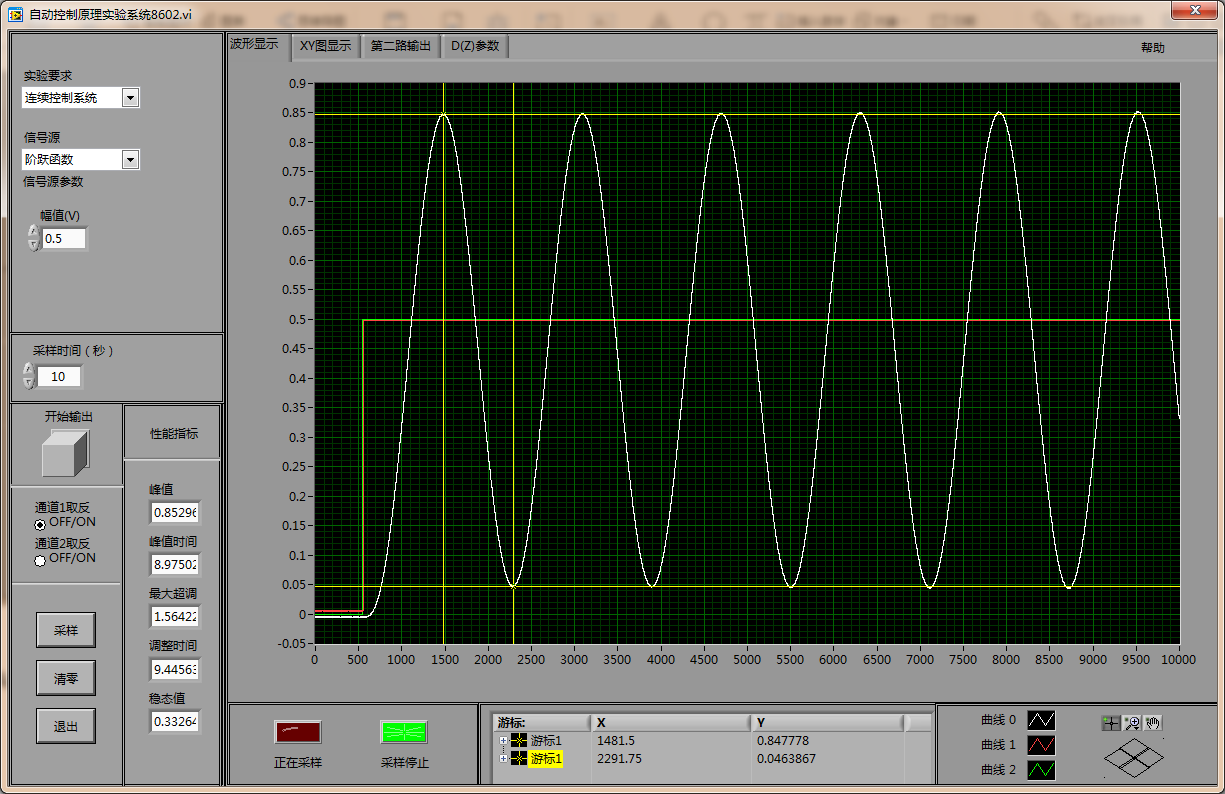 自动控制原理实验系统8602.vi
波形显示
XY图显示
第二路输出
D(Z)参数
帮助
实验要求
连续控制系统
信号源
阶跃函数
信号源参数
幅值(V)
0.5
采样时间（秒）
10
开始输出
通道1取反
OFF/ON
通道2取反
OFF/ON
采样
清零
退出
性能指标
峰值
0.85296
峰值时间
8.97502
最大超调
1.56422
调整时间
9.44563
稳态值
0.33264
0.9
0.85
0.8
0.75
0.7
0.65
0.6
0.55
0.5
0.45
0.4
0.35
0.3
0.25
0.2
0.15
0.1
0.05
0
-0.05
0 500 1000 1500 2000 2500 3000 3500 4000 4500 5000 5500 6000 6500 7000 7500 8000 8500 9000 9500 10000
正在采样
采样停止
游标: X Y
游标1 1481.5 0.847778
游标1 2291.75 0.0463867
曲线 0
曲线 1
曲线 2